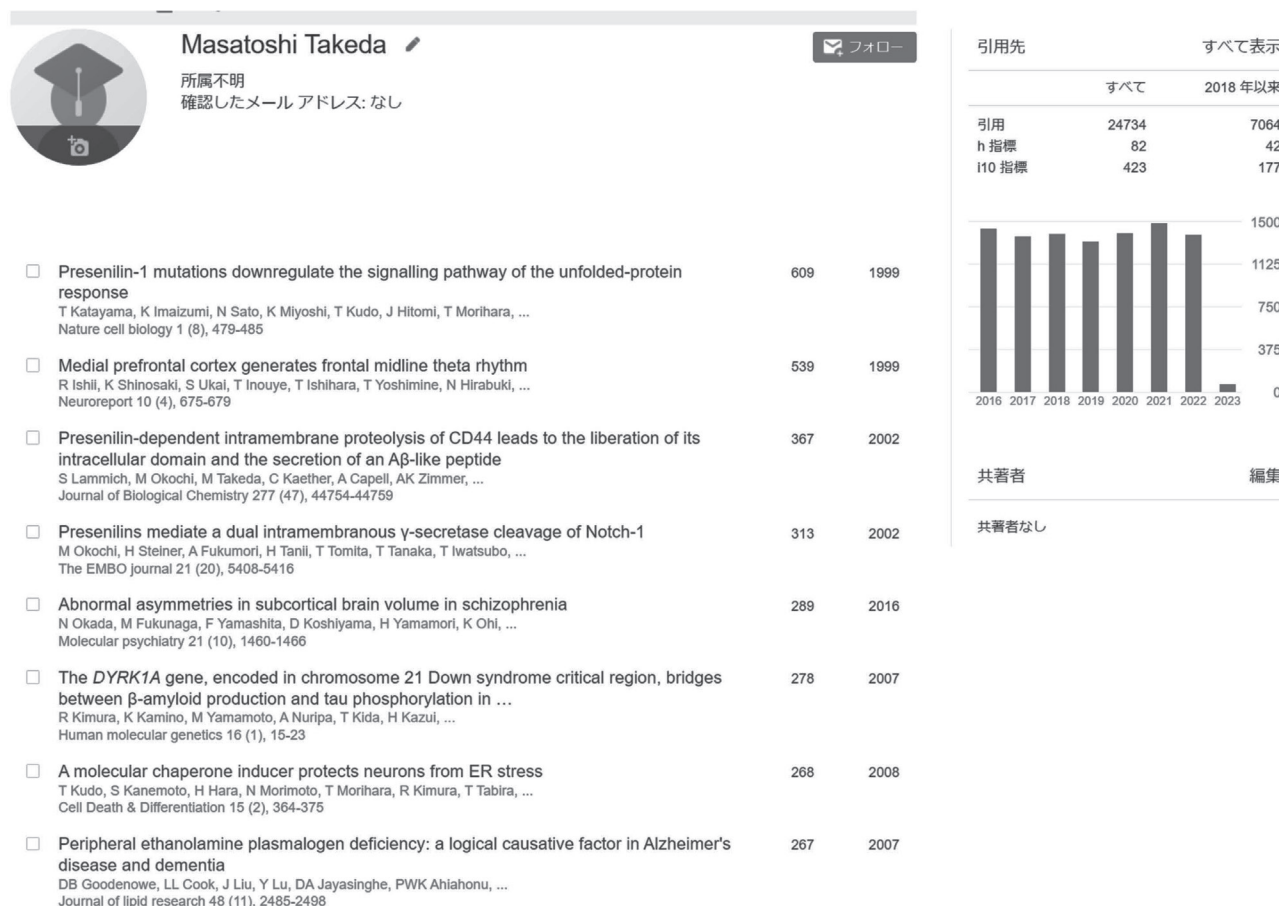 Masatoshi Takeda
フォロー
所属不明
確認したメール アドレス: なし
Presenilin-1 mutations downregulate the signalling pathway of the unfolded-protein
response
609 1999
T Katayama, K Imaizumi, N Sato, K Miyoshi, T Kudo, J Hitomi, T Morihara, ...
Nature cell biology 1 (8), 479-485
Medial prefrontal cortex generates frontal midline theta rhythm
539 1999
R Ishii, K Shinosaki, S Ukai, T Inouye, T Ishihara, T Yoshimine, N Hirabuki, ...
Neuroreport 10 (4), 675-679
Presenilin-dependent intramembrane proteolysis of CD44 leads to the liberation of its
intracellular domain and the secretion of an Aβ-like peptide
367 2002
S Lammich, M Okochi, M Takeda, C Kaether, A Capell, AK Zimmer, ...
Journal of Biological Chemistry 277 (47), 44754-44759
Presenilins mediate a dual intramembranous γ-secretase cleavage of Notch-1
313 2002
M Okochi, H Steiner, A Fukumori, H Tanii, T Tomita, T Tanaka, T Iwatsubo, ...
The EMBO journal 21 (20), 5408-5416
Abnormal asymmetries in subcortical brain volume in schizophrenia
289 2016
N Okada, M Fukunaga, F Yamashita, D Koshiyama, H Yamamori, K Ohi, ...
Molecular psychiatry 21 (10), 1460-1466
The DYRK1A gene, encoded in chromosome 21 Down syndrome critical region, bridges
between β-amyloid production and tau phosphorylation in ...
278 2007
R Kimura, K Kamino, M Yamamoto, A Nuripa, T Kida, H Kazui, ...
Human molecular genetics 16 (1), 15-23
A molecular chaperone inducer protects neurons from ER stress
268 2008
T Kudo, S Kanemoto, H Hara, N Morimoto, T Morihara, R Kimura, T Tabira, ...
Cell Death & Differentiation 15 (2), 364-375
Peripheral ethanolamine plasmalogen deficiency: a logical causative factor in Alzheimer's
disease and dementia
267 2007
DB Goodenowe, LL Cook, J Liu, Y Lu, DA Jayasinghe, PWK Ahiahonu, ...
Journal of lipid research 48 (11), 2485-2498
引用先 すべて表示
すべて 2018 年以来
引用 24734 7064
h 指標 82 42
i10 指標 423 177
1500
1125
750
375
0
2016 2017 2018 2019 2020 2021 2022 2023
共著者 編集
共著者なし